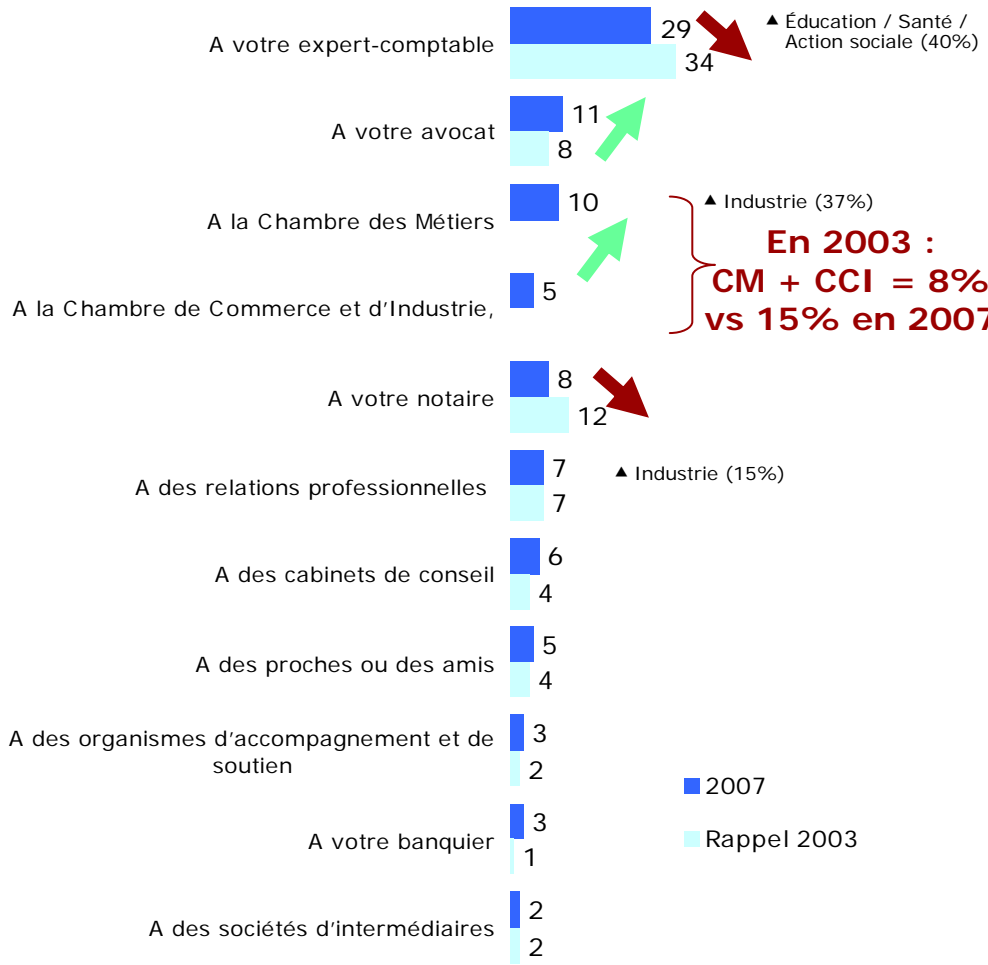 A votre expert-comptable
29
34
▲ Éducation / Santé /
Action sociale (40%)
A votre avocat
11
8
A la Chambre des Métiers
10
▲ Industrie (37%)
En 2003 :
CM + CCI = 8%
vs 15% en 2007
A la Chambre de Commerce et d'Industrie,
5
A votre notaire
8
12
A des relations professionnelles
7
7
▲ Industrie (15%)
A des cabinets de conseil
6
4
A des proches ou des amis
5
4
A des organismes d'accompagnement et de
soutien
3
2
2007
Rappel 2003
A votre banquier
3
1
A des sociétés d'intermédiaires
2
2